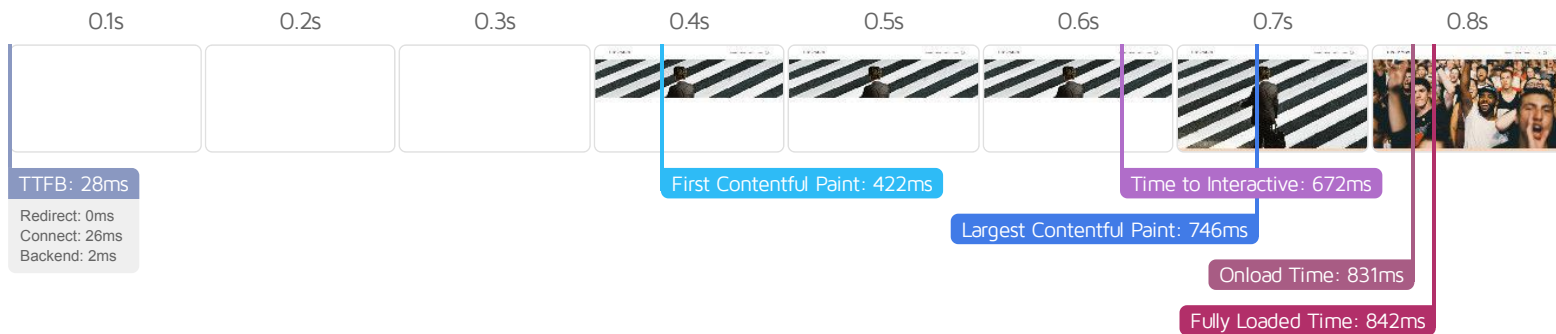 0.1s 0.2s 0.3s 0.4s 0.5s 0.6s 0.7s 0.8s
TTFB: 28ms
Redirect: 0ms
Connect: 26ms
Backend: 2ms
First Contentful Paint: 422ms
Time to Interactive: 672ms
Largest Contentful Paint: 746ms
Onload Time: 831ms
Fully Loaded Time: 842ms